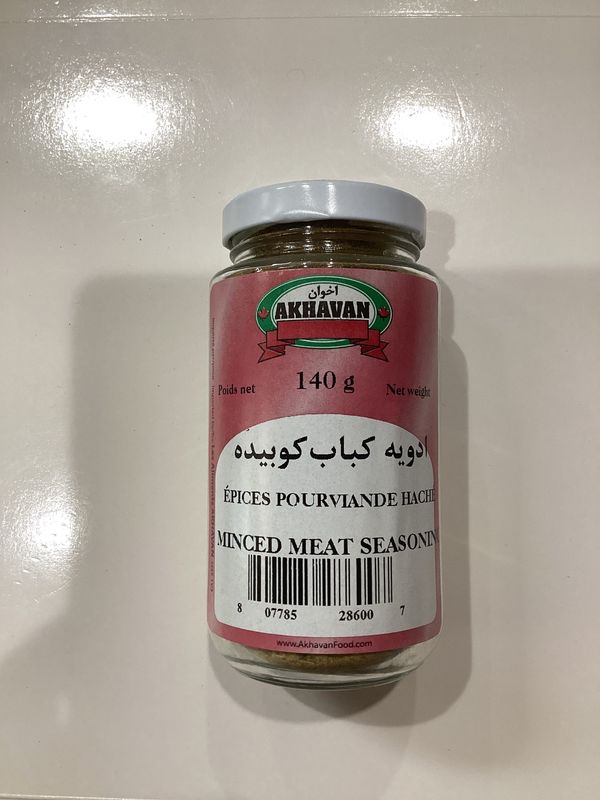 اخوان
AKHAVAN
Poids net 140 g Net weight
ادویه کباب کوبیده
ÉPICES POURVIANDE HACHÉ
MINCED MEAT SEASONIN
8 07785 28600 7
www.AkhavanFood.com